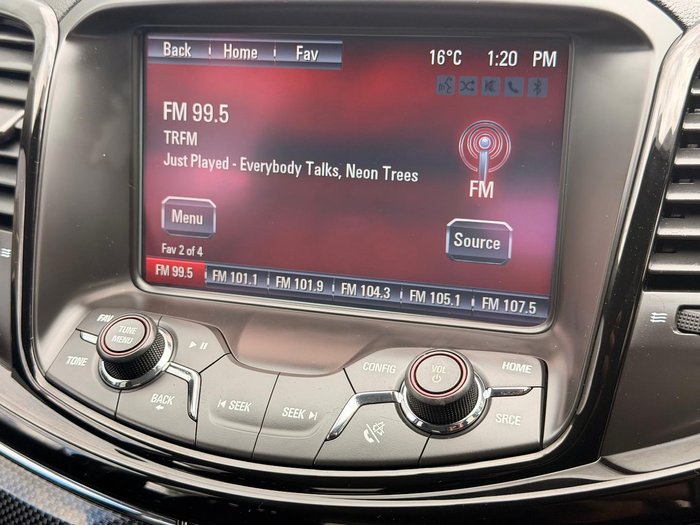 Back Home Fav 16°C 1:20 PM
FM 99.5
TRFM
Just Played - Everybody Talks, Neon Trees
FM
Menu
Source
Fav 2 of 4
FM 99.5 FM 101.1 FM 101.9 FM 104.3 FM 105.1 FM 107.5
FAV
TUNE
MENU
TONE
BACK
SEEK
SEEK
CONFIG
VOL
HOME
SRCE